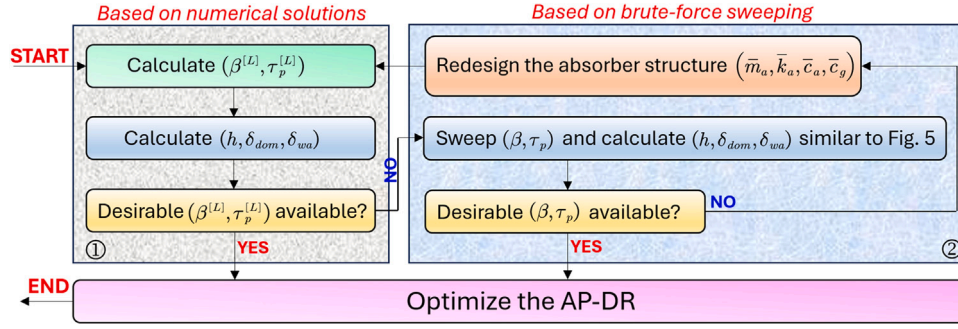 Based on numerical solutions
Based on brute-force sweeping
START
Calculate (β^[L], τ_p^[L])
Redesign the absorber structure (m̄_a, k̄_a, c̄_a, c̄_g)
Calculate (h, δ_dom, δ_wa)
NO
Sweep (β, τ_p) and calculate (h, δ_dom, δ_wa) similar to Fig. 5
Desirable (β^[L], τ_p^[L]) available?
Desirable (β, τ_p) available?
NO
①
YES
YES
②
END
Optimize the AP-DR